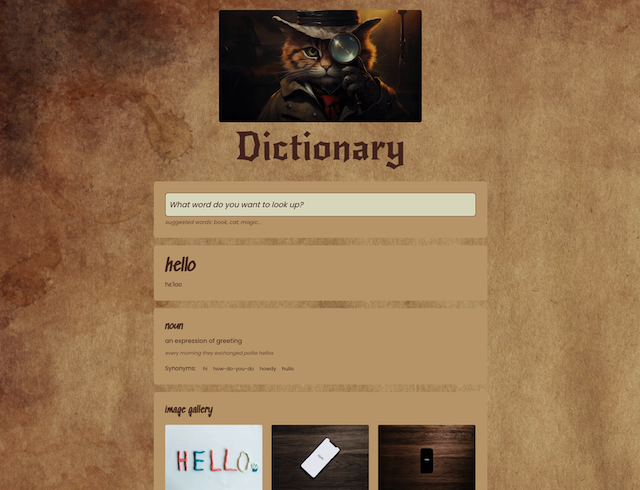 Dictionary
What word do you want to look up?
suggested words: book, cat, magic...
hello
noun
an expression of greeting
every morning they exchanged polite hellos
Synonyms: hi how-do-you-do howdy hullo
image gallery
HELLO